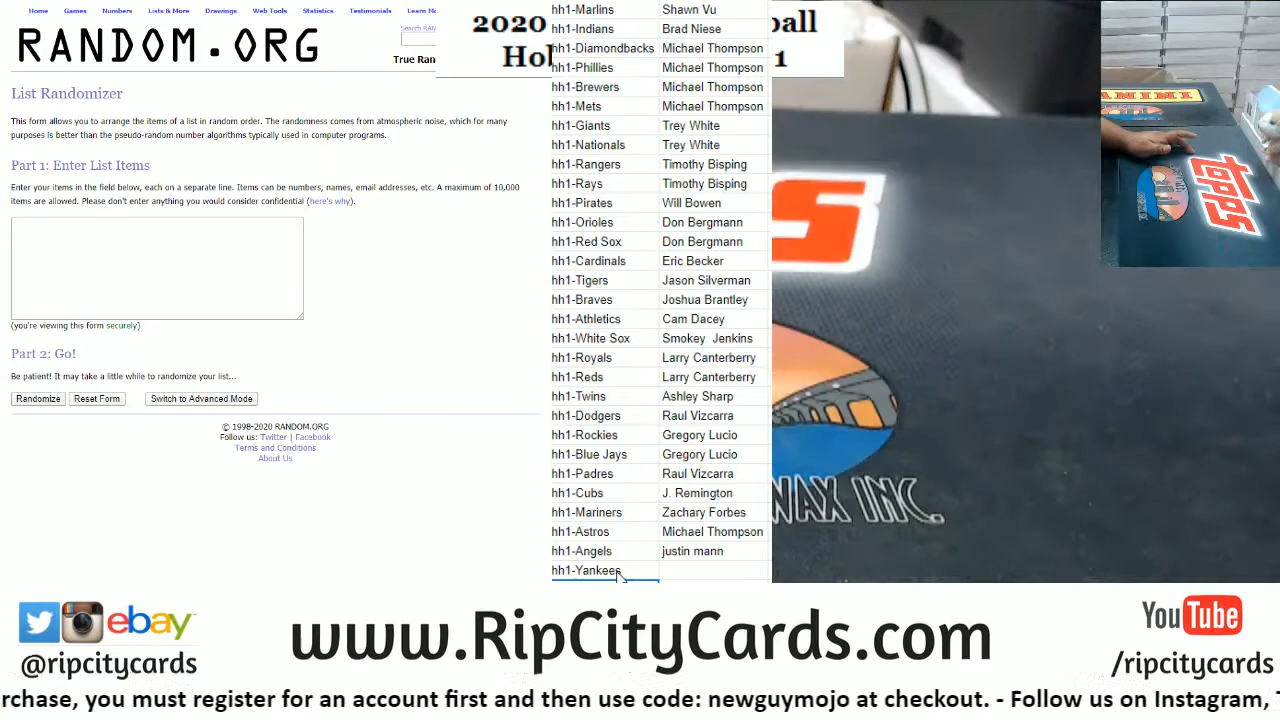 Home Games Numbers Lists & More Drawings Web Tools Statistics Testimonials Learn Mo
RANDOM.ORG
Search RAN
True Ran
List Randomizer
This form allows you to arrange the items of a list in random order. The randomness comes from atmospheric noise, which for many
purposes is better than the pseudo-random number algorithms typically used in computer programs.
Part 1: Enter List Items
Enter your items in the field below, each on a separate line. Items can be numbers, names, email addresses, etc. A maximum of 10,000
items are allowed. Please don't enter anything you would consider confidential (here's why).
(you're viewing this form securely)
Part 2: Go!
Be patient! It may take a little while to randomize your list...
Randomize Reset Form Switch to Advanced Mode
© 1998-2020 RANDOM.ORG
Follow us: Twitter | Facebook
Terms and Conditions
About Us
2020
Hol
ball
1
hh1-Marlins Shawn Vu
hh1-Indians Brad Niese
hh1-Diamondbacks Michael Thompson
hh1-Phillies Michael Thompson
hh1-Brewers Michael Thompson
hh1-Mets Michael Thompson
hh1-Giants Trey White
hh1-Nationals Trey White
hh1-Rangers Timothy Bisping
hh1-Rays Timothy Bisping
hh1-Pirates Will Bowen
hh1-Orioles Don Bergmann
hh1-Red Sox Don Bergmann
hh1-Cardinals Eric Becker
hh1-Tigers Jason Silverman
hh1-Braves Joshua Brantley
hh1-Athletics Cam Dacey
hh1-White Sox Smokey Jenkins
hh1-Royals Larry Canterberry
hh1-Reds Larry Canterberry
hh1-Twins Ashley Sharp
hh1-Dodgers Raul Vizcarra
hh1-Rockies Gregory Lucio
hh1-Blue Jays Gregory Lucio
hh1-Padres Raul Vizcarra
hh1-Cubs J. Remington
hh1-Mariners Zachary Forbes
hh1-Astros Michael Thompson
hh1-Angels justin mann
hh1-Yankees
S
WAX INC.
PANINI
topps
ebay
@ripcitycards
www.RipCityCards.com
YouTube
/ripcitycards
rchase, you must register for an account first and then use code: newguymojo at checkout. - Follow us on Instagram, T